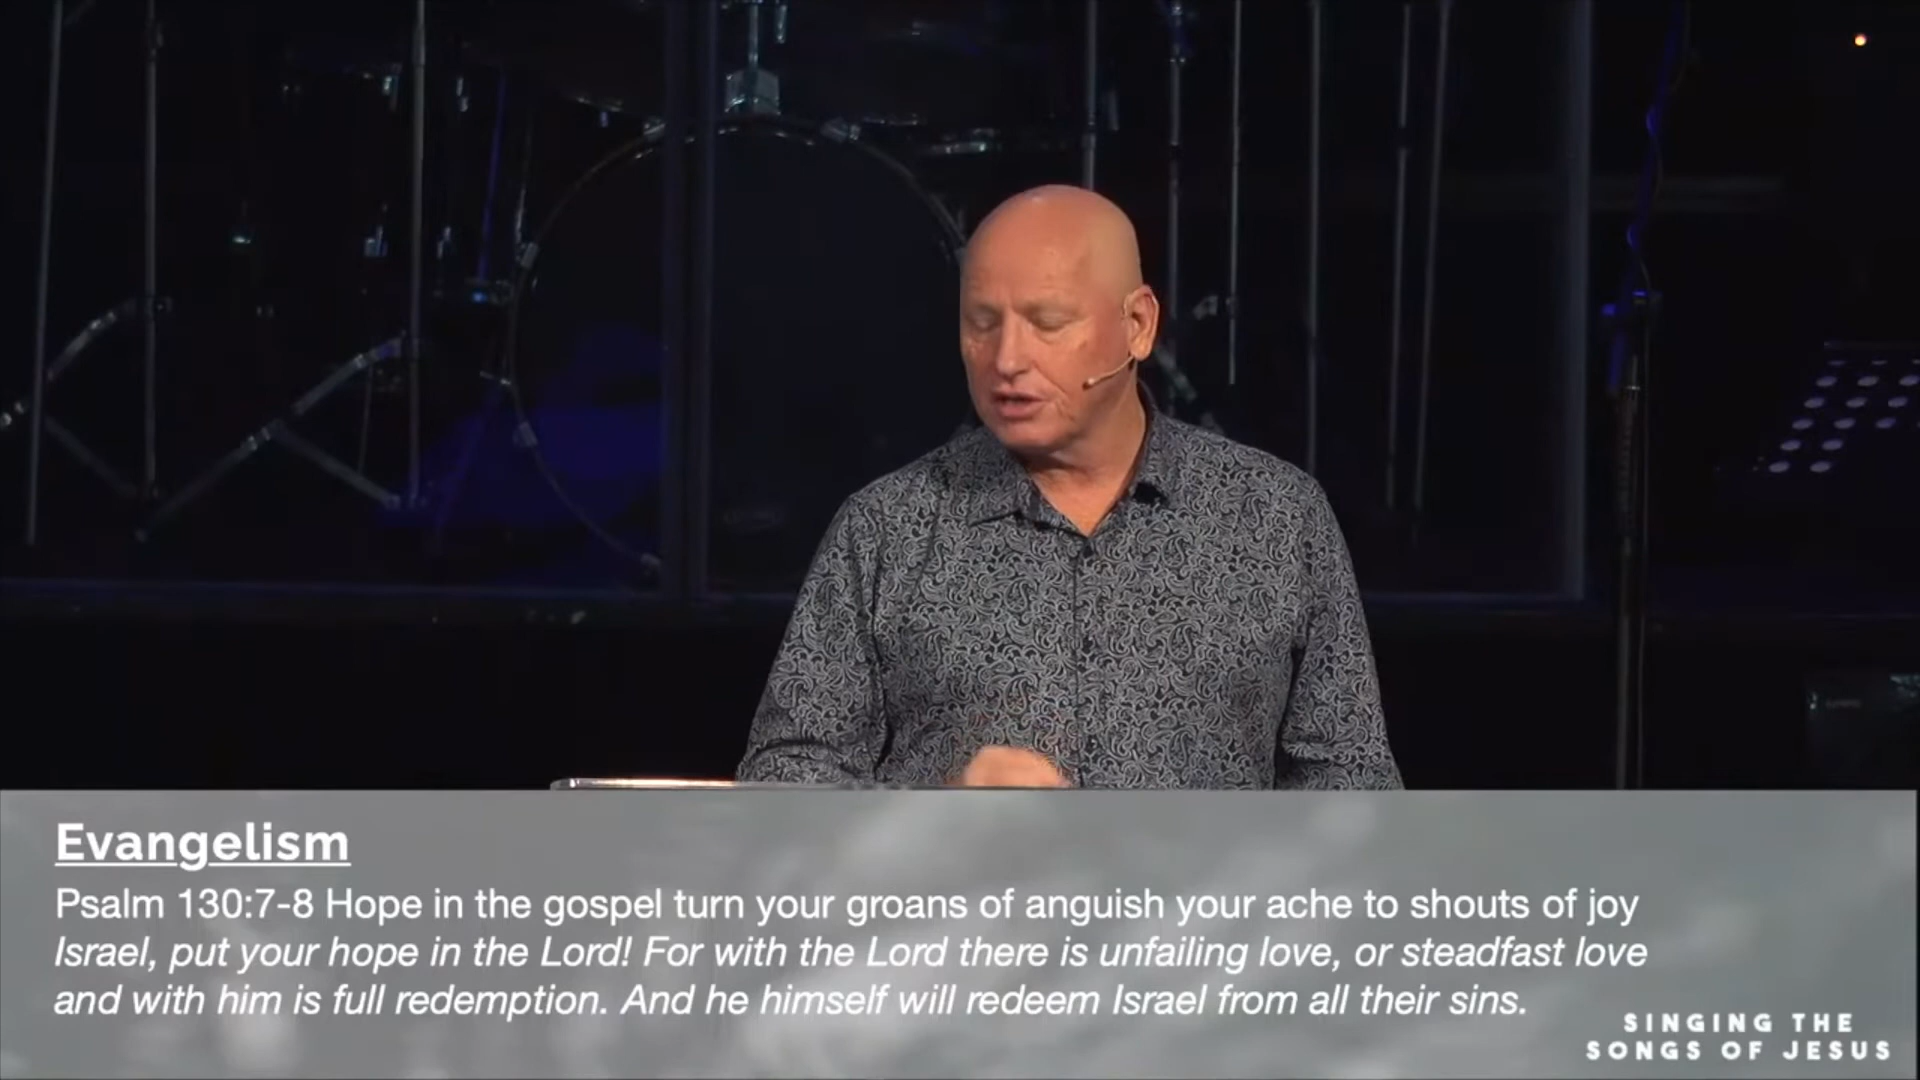 Evangelism
Psalm 130:7-8 Hope in the gospel turn your groans of anguish your ache to shouts of joy
Israel, put your hope in the Lord! For with the Lord there is unfailing love, or steadfast love
and with him is full redemption. And he himself will redeem Israel from all their sins.
SINGING THE
SONGS OF JESUS